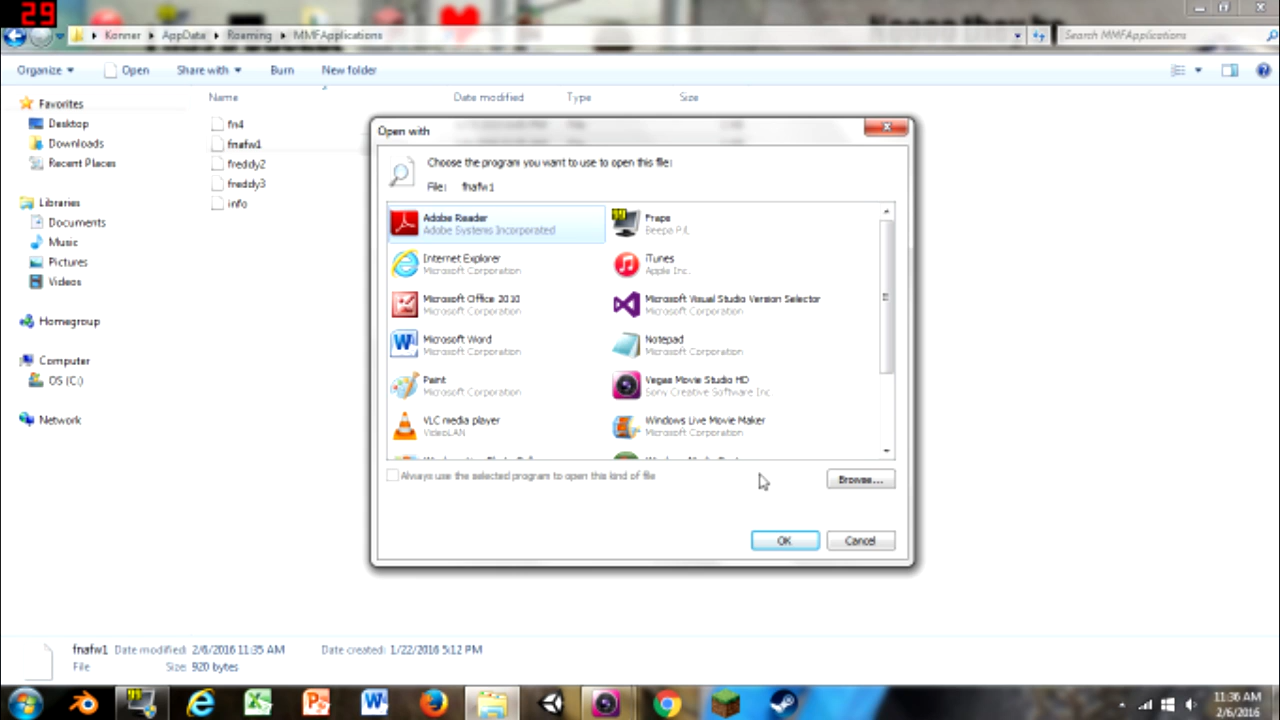 29
Konner AppData Roaming MMFApplications
Search MMFApplications
Organize Open Share with Burn New folder
Name Date modified Type Size
Favorites
Desktop
Downloads
Recent Places
Libraries
Documents
Music
Pictures
Videos
Homegroup
Computer
OS (C:)
Network
fn4
fnafw1
freddy2
freddy3
info
Open with
Choose the program you want to use to open this file:
File: fnafw1
Adobe Reader
Adobe Systems Incorporated
Fraps
Beepa P/L
Internet Explorer
Microsoft Corporation
iTunes
Apple Inc.
Microsoft Office 2010
Microsoft Corporation
Microsoft Visual Studio Version Selector
Microsoft Corporation
Microsoft Word
Microsoft Corporation
Notepad
Microsoft Corporation
Paint
Microsoft Corporation
Vegas Movie Studio HD
Sony Creative Software Inc.
VLC media player
VideoLAN
Windows Live Movie Maker
Microsoft Corporation
Always use the selected program to open this kind of file
Browse...
OK Cancel
fnafw1 Date modified: 2/6/2016 11:35 AM Date created: 1/22/2016 5:12 PM
File Size: 920 bytes
11:36 AM
2/6/2016